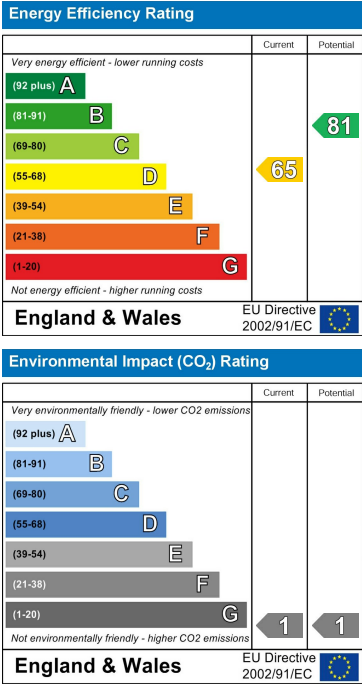 Energy Efficiency Rating
Current Potential
Very energy efficient - lower running costs
(92 plus) A
(81-91) B
(69-80) C
(55-68) D
(39-54) E
(21-38) F
(1-20) G
65
81
Not energy efficient - higher running costs
England & Wales
EU Directive
2002/91/EC
Environmental Impact (CO₂) Rating
Current Potential
Very environmentally friendly - lower CO2 emissions
(92 plus) A
(81-91) B
(69-80) C
(55-68) D
(39-54) E
(21-38) F
(1-20) G
1
1
Not environmentally friendly - higher CO2 emissions
England & Wales
EU Directive
2002/91/EC